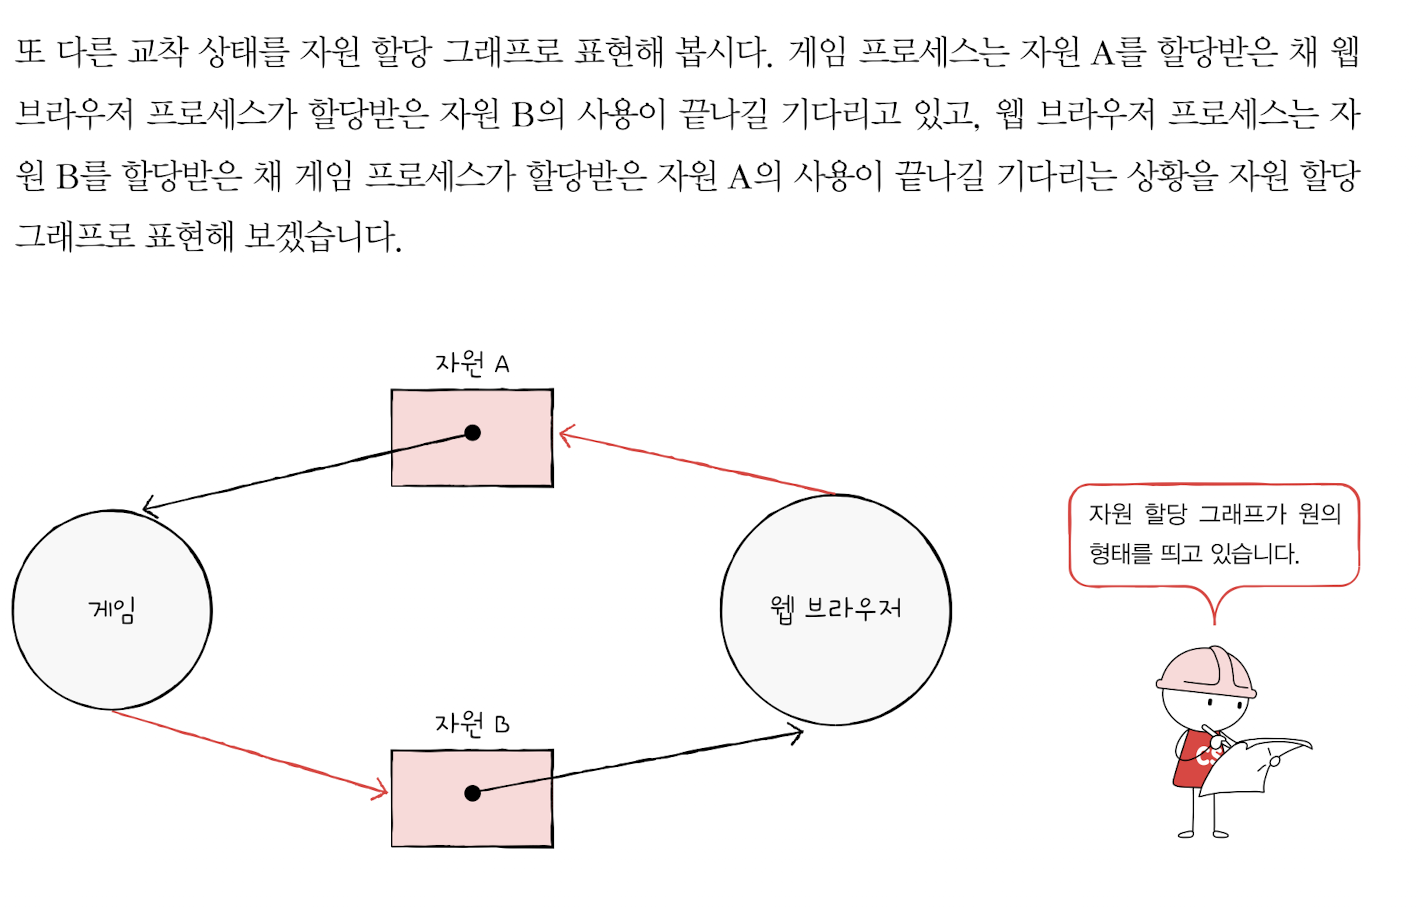 또 다른 교착 상태를 자원 할당 그래프로 표현해 봅시다. 게임 프로세스는 자원 A를 할당받은 채 웹
브라우저 프로세스가 할당받은 자원 B의 사용이 끝나길 기다리고 있고, 웹 브라우저 프로세스는 자
원 B를 할당받은 채 게임 프로세스가 할당받은 자원 A의 사용이 끝나길 기다리는 상황을 자원 할당
그래프로 표현해 보겠습니다.
자원 A
자원 할당 그래프가 원의
형태를 띄고 있습니다.
게임
웹 브라우저
자원 B
CS